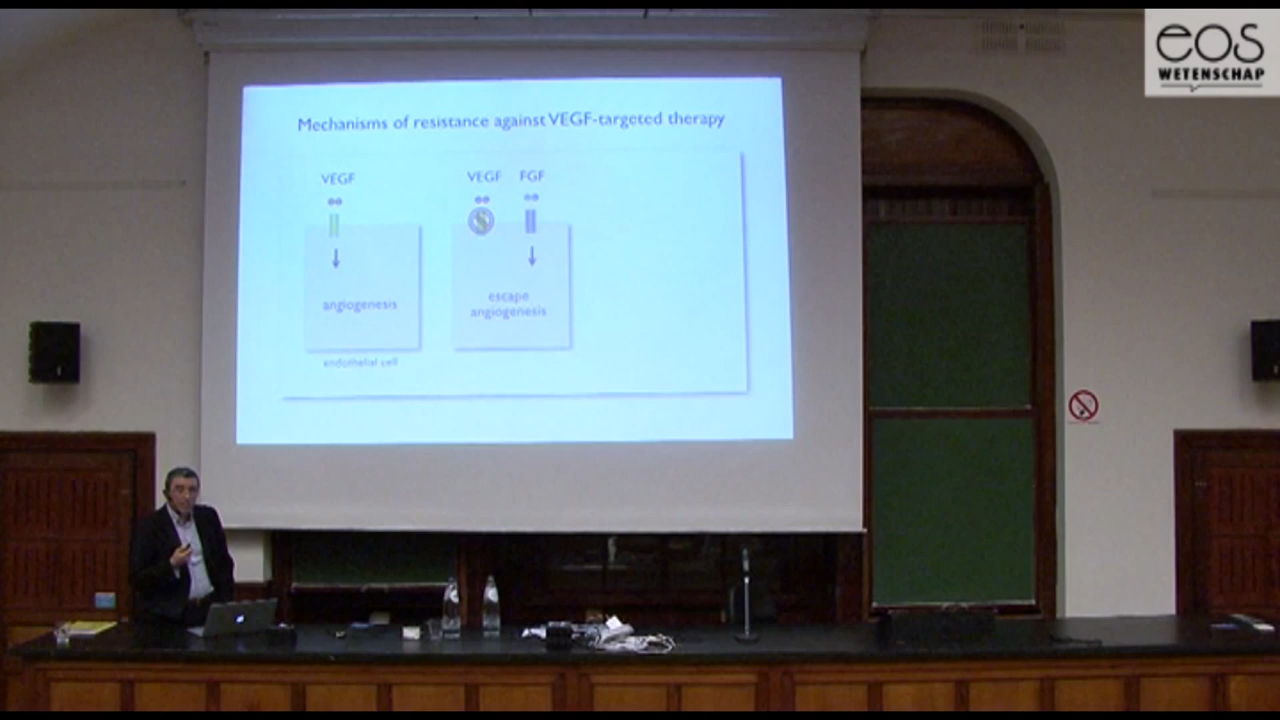 eos
WETENSCHAP
Mechanisms of resistance against VEGF-targeted therapy
VEGF
VEGF FGF
angiogenesis
escape
angiogenesis
endothelial cell